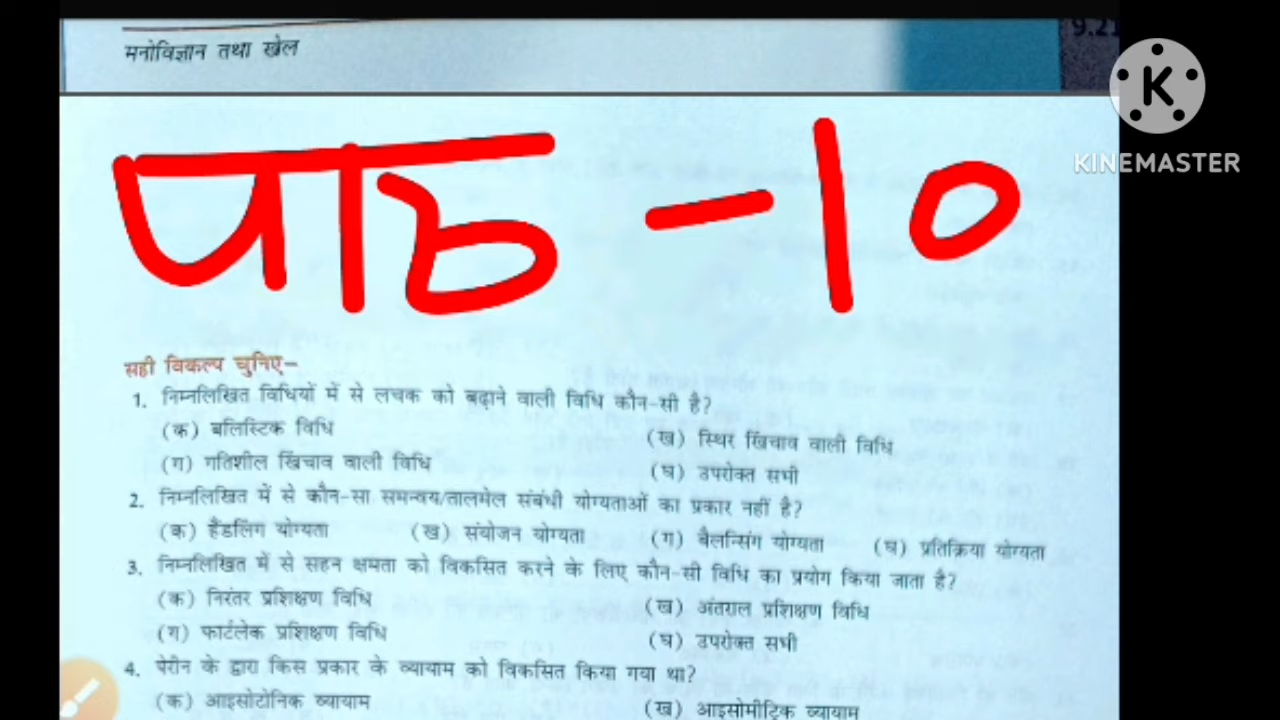 मनोविज्ञान तथा खेल
9.21
KINEMASTER
पाठ - 10
सही विकल्प चुनिए-
1. निम्नलिखित विधियों में से लचक को बढ़ाने वाली विधि कौन-सी है?
(क) बलिस्टिक विधि (ख) स्थिर खिंचाव वाली विधि
(ग) गतिशील खिंचाव वाली विधि (घ) उपरोक्त सभी
2. निम्नलिखित में से कौन-सा समन्वय/तालमेल संबंधी योग्यताओं का प्रकार नहीं है?
(क) हैंडलिंग योग्यता (ख) संयोजन योग्यता (ग) बैलन्सिंग योग्यता (घ) प्रतिक्रिया योग्यता
3. निम्नलिखित में से सहन क्षमता को विकसित करने के लिए कौन-सी विधि का प्रयोग किया जाता है?
(क) निरंतर प्रशिक्षण विधि (ख) अंतराल प्रशिक्षण विधि
(ग) फार्टलेक प्रशिक्षण विधि (घ) उपरोक्त सभी
4. पेरीन के द्वारा किस प्रकार के व्यायाम को विकसित किया गया था?
(क) आइसोटोनिक व्यायाम (ख) आइसोमीट्रिक व्यायाम